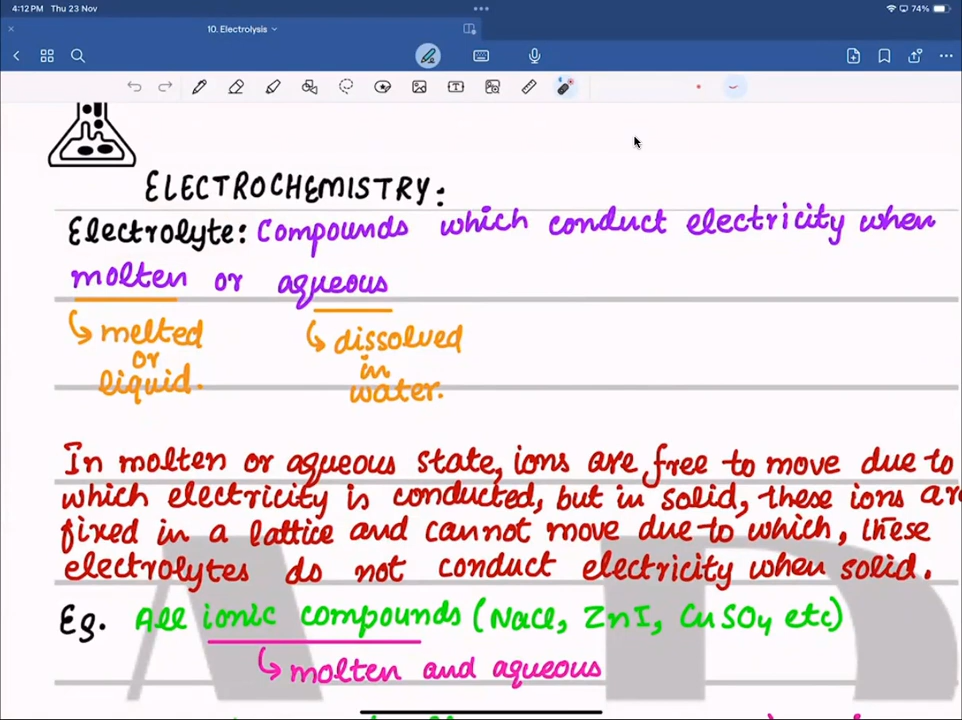 4:12 PM Thu 23 Nov
74%
10. Electrolysis
ELECTROCHEMISTRY:
Electrolyte: Compounds which conduct electricity when
molten or aqueous
melted dissolved
or in
liquid. water.
In molten or aqueous state, ions are free to move due to
which electricity is conducted, but in solid, these ions are
fixed in a lattice and cannot move due to which, these
electrolytes do not conduct electricity when solid.
Eg. All ionic compounds (NaCl, ZnI, CuSO4 etc)
molten and aqueous